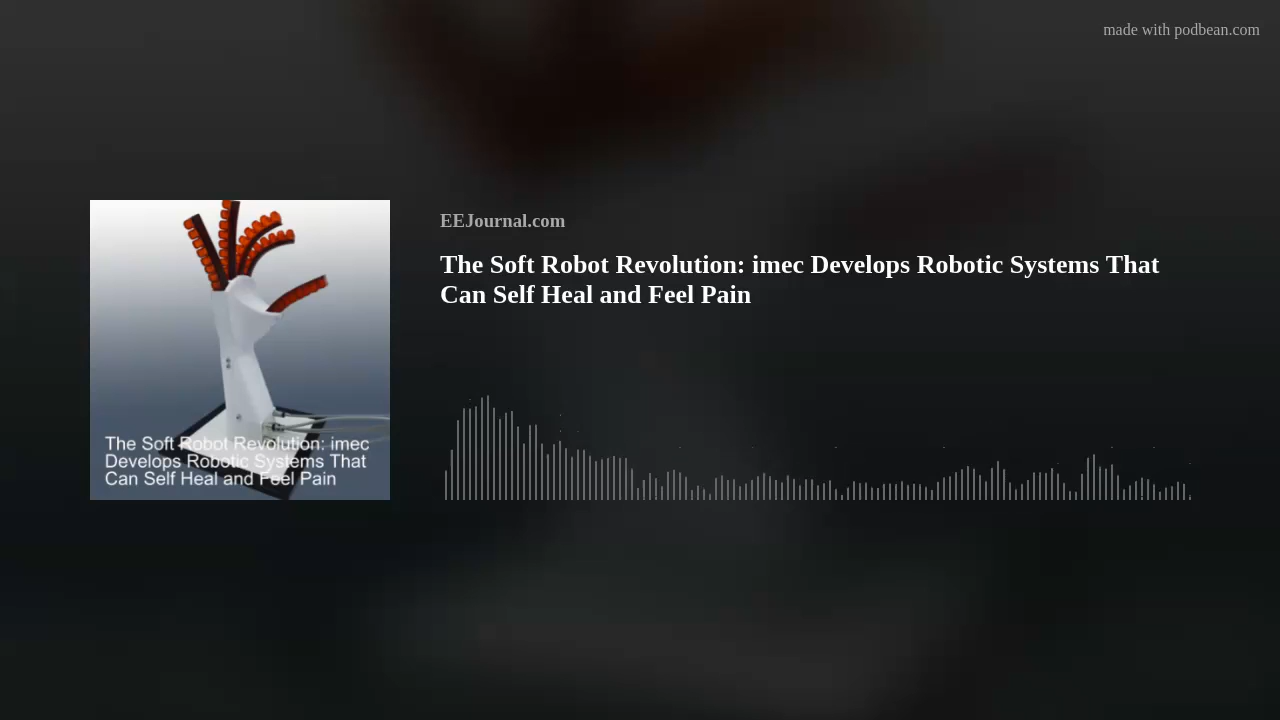 made with podbean.com
EEJournal.com
The Soft Robot Revolution: imec Develops Robotic Systems That
Can Self Heal and Feel Pain
The Soft Robot Revolution: imec
Develops Robotic Systems That
Can Self Heal and Feel Pain